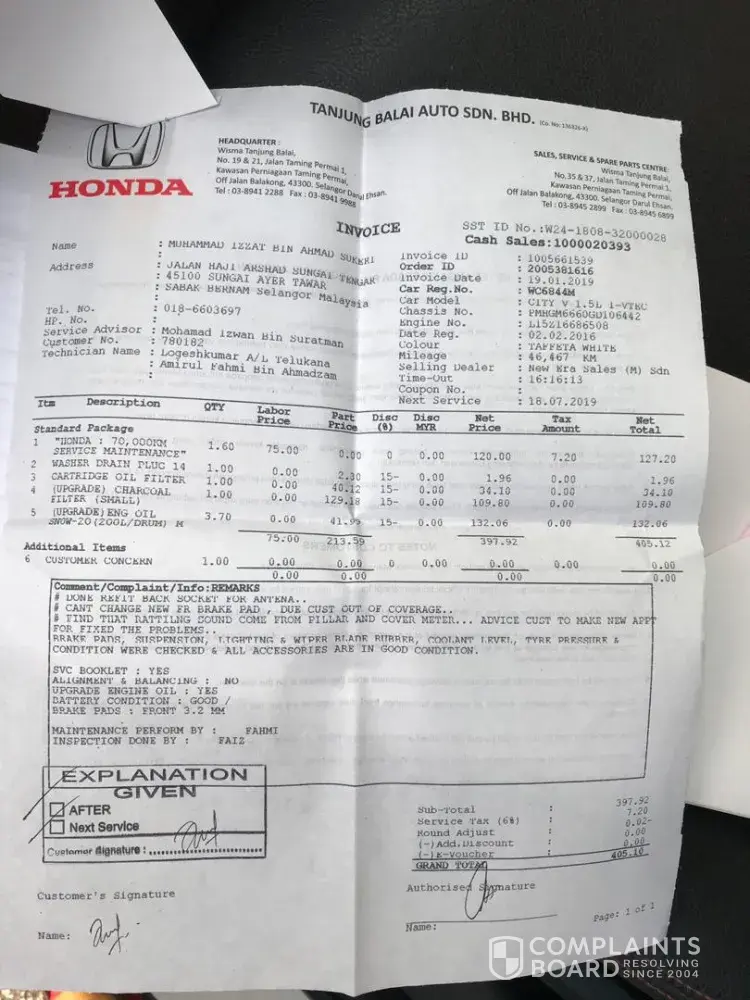 TANJUNG BALAI AUTO SDN. BHD. (Co. No: 136326-X)
HONDA
HEADQUARTER :
Wisma Tanjung Balai,
No. 19 & 21, Jalan Taming Permai 1,
Kawasan Perniagaan Taming Permai,
Off Jalan Balakong, 43300. Selangor Darul Ehsan.
Tel : 03-8941 2288 Fax : 03-8941 9988
SALES, SERVICE & SPARE PARTS CENTRE:
Wisma Tanjung Balai,
No.35 & 37, Jalan Taming Permai 1,
Kawasan Perniagaan Taming Permai,
Off Jalan Balakong, 43300. Selangor Darul Ehsan.
Tel : 03-8945 2899 Fax : 03-8945 6899
INVOICE
SST ID No.:W24-1808-32000028
Cash Sales:1000020393
Name : MUHAMMAD IZZAT BIN AHMAD SUKERI
:
Address : JALAN HAJI ARSHAD SUNGAI TENGAR
: 45100 SUNGAI AYER TAWAR
: SABAK BERNAM Selangor Malaysia
:
Tel. No. : 018-6603697
HP. No. :
Service Advisor : Mohamad Izwan Bin Suratman
Customer No. : 780182
Technician Name : Logeshkumar A/L Telukana
: Amirul Fahmi Bin Ahmadzam
:
Invoice ID : 1005661539
Order ID : 2005381616
Invoice Date : 19.01.2019
Car Reg.No. : WC6844M
Car Model : CITY V 1.5L I-VTEC
Chassis No. : PMHGM6660GD106442
Engine No. : L15Z16686508
Date Reg. : 02.02.2016
Colour : TAFFETA WHITE
Mileage : 46,467 KM
Selling Dealer : New Era Sales (M) Sdn
Time-Out : 16:16:13
Coupon No. :
Next Service : 18.07.2019
Itm Description QTY Labor Price Part Price Disc (%) Disc MYR Net Price Tax Amount Net Total
Standard Package
1 "HONDA : 70,000KM SERVICE MAINTENANCE" 1.60 75.00 0.00 0 0.00 120.00 7.20 127.20
2 WASHER DRAIN PLUG 14 1.00 0.00 2.30 15- 0.00 1.96 0.00 1.96
3 CARTRIDGE OIL FILTER 1.00 0.00 40.12 15- 0.00 34.10 0.00 34.10
4 (UPGRADE) CHARCOAL FILTER (SMALL) 1.00 0.00 129.18 15- 0.00 109.80 0.00 109.80
5 (UPGRADE)ENG OIL SNOW-20(200L/DRUM) M 3.70 0.00 41.99 15- 0.00 132.06 0.00 132.06
75.00 213.59 397.92 405.12
Additional Items
6 CUSTOMER CONCERN 1.00 0.00 0.00 0 0.00 0.00 0.00 0.00
0.00 0.00 0.00 0.00
Comment/Complaint/Info:REMARKS
# DONE REFIT BACK SOCKET FOR ANTENA..
# CANT CHANGE NEW FR BRAKE PAD , DUE CUST OUT OF COVERAGE..
# FIND THAT RATTILNG SOUND COME FROM PILLAR AND COVER METER... ADVICE CUST TO MAKE NEW APPT
FOR FIXED THE PROBLEMS..
BRAKE PADS, SUSPENSION, LIGHTING & WIPER BLADE RUBBER, COOLANT LEVEL, TYRE PRESSURE &
CONDITION WERE CHECKED & ALL ACCESSORIES ARE IN GOOD CONDITION.
SVC BOOKLET : YES
ALIGNMENT & BALANCING : NO
UPGRADE ENGINE OIL : YES
BATTERY CONDITION : GOOD /
BRAKE PADS : FRONT 3.2 MM
MAINTENANCE PERFORM BY : FAHMI
INSPECTION DONE BY : FAIZ
EXPLANATION
GIVEN
AFTER
Next Service
Customer Signature :
Sub-Total : 397.92
Service Tax (6%) : 7.20
Round Adjust : 0.02-
(-)Add.Discount : 0.00
(-)E-Voucher : 0.00
GRAND TOTAL 405.10
Customer's Signature
Authorised Signature
Name:
Name:
Page: 1 of 1
COMPLAINTS
BOARD RESOLVING
SINCE 2004